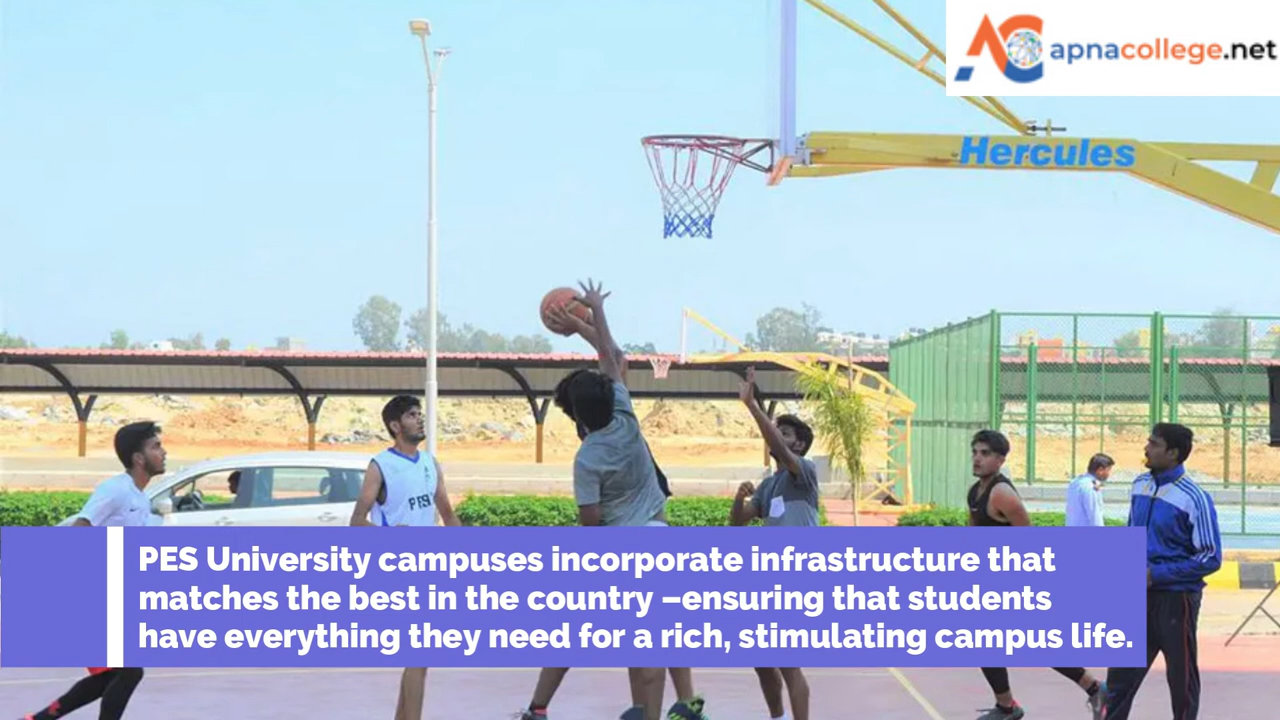 apnacollege.net
Hercules
PES University campuses incorporate infrastructure that
matches the best in the country –ensuring that students
have everything they need for a rich, stimulating campus life.